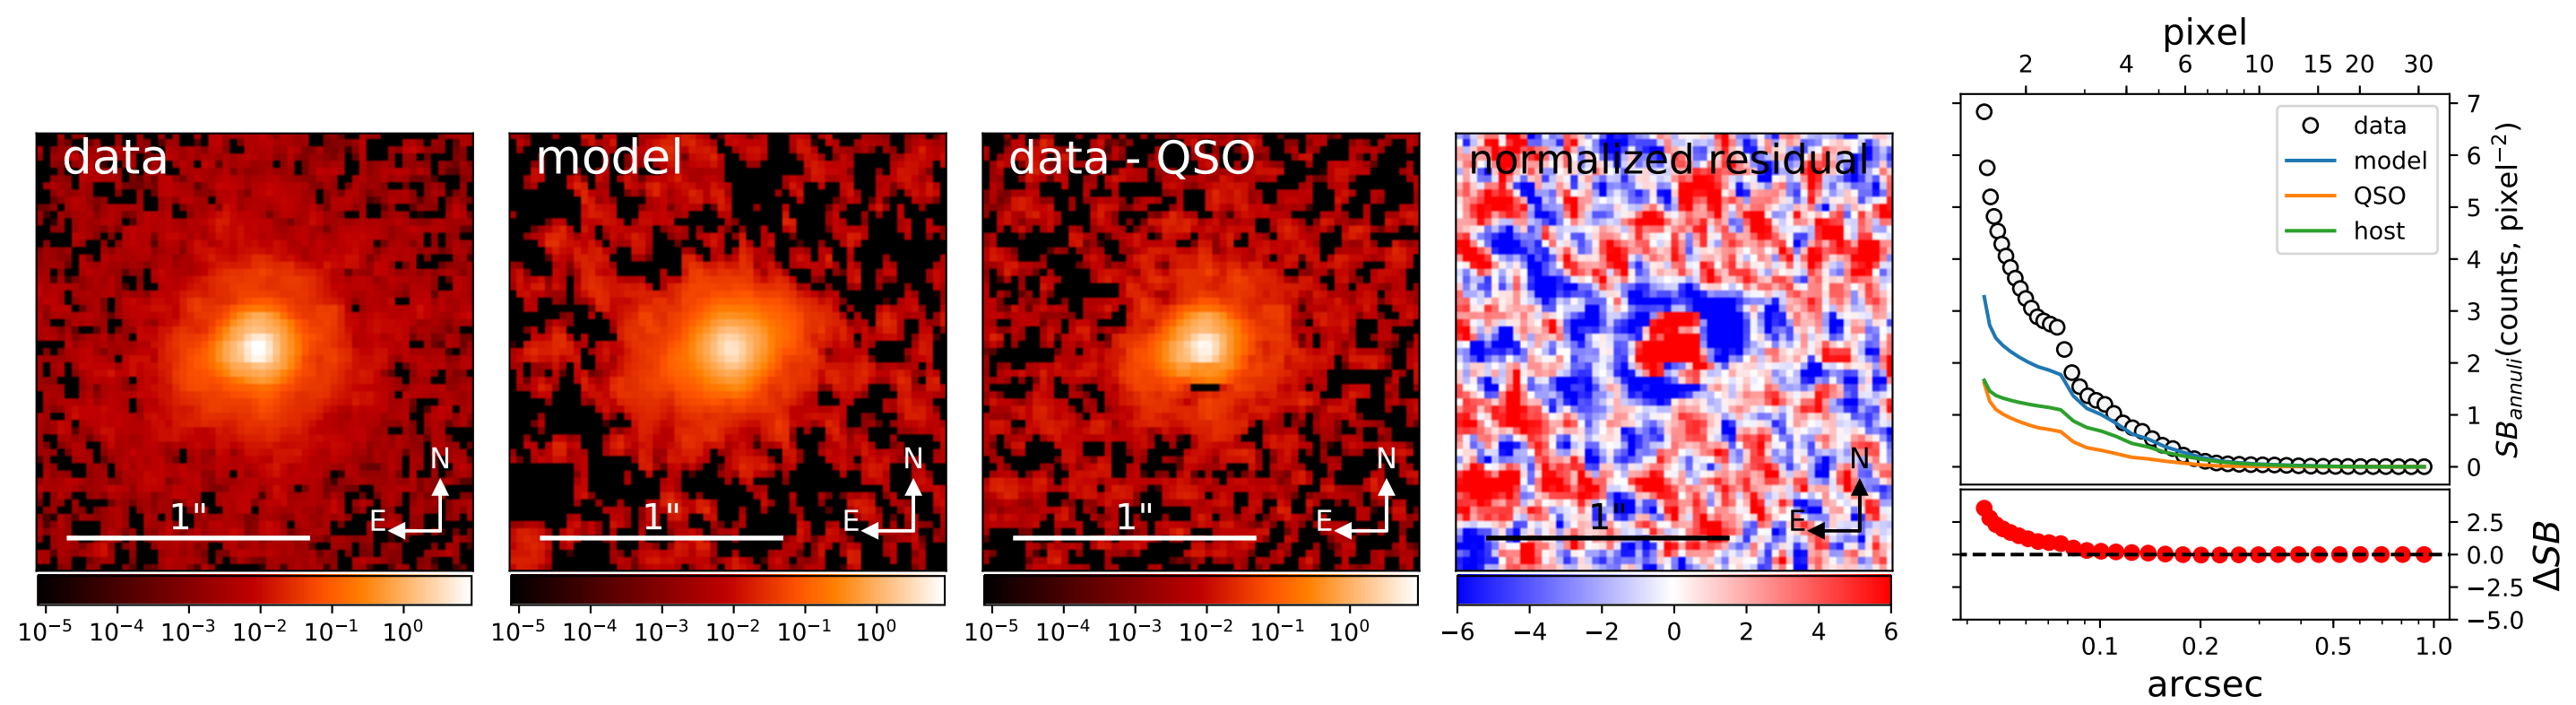 data
N
E
1"
10⁻⁵ 10⁻⁴ 10⁻³ 10⁻² 10⁻¹ 10⁰
model
N
E
1"
10⁻⁵ 10⁻⁴ 10⁻³ 10⁻² 10⁻¹ 10⁰
data - QSO
N
E
1"
10⁻⁵ 10⁻⁴ 10⁻³ 10⁻² 10⁻¹ 10⁰
normalized residual
N
E
1"
−6 −4 −2 0 2 4 6
pixel
2 4 6 10 15 20 30
data
model
QSO
host
7
6
5
4
3
2
1
0
SB_annuli(counts, pixel⁻²)
2.5
0.0
−2.5
−5.0
ΔSB
0.1 0.2 0.5 1.0
arcsec